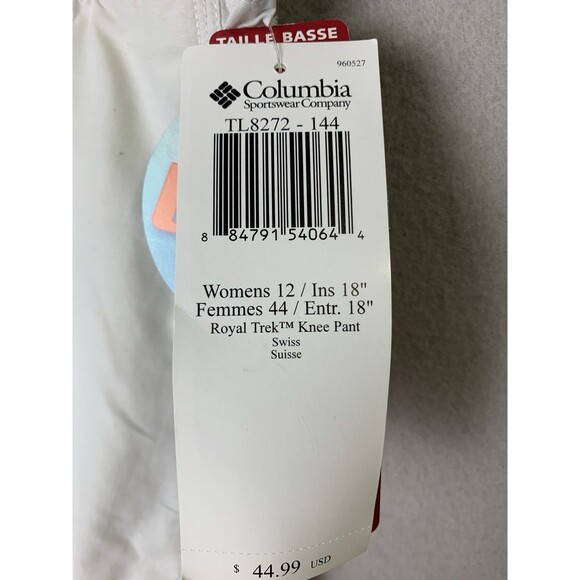 TAILLE BASSE
960527
Columbia
Sportswear Company
TL8272 - 144
8 84791 54064 4
Womens 12 / Ins 18"
Femmes 44 / Entr. 18"
Royal Trek™ Knee Pant
Swiss
Suisse
$ 44.99 USD